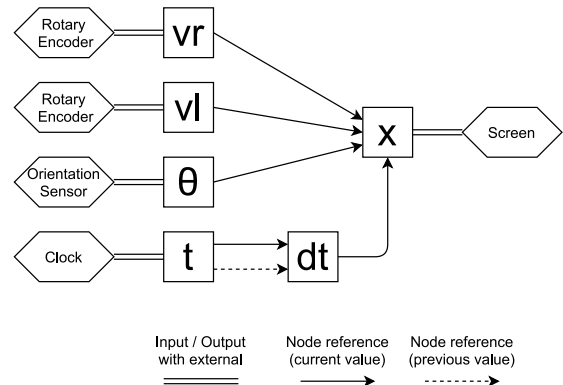 Rotary
Encoder
vr
Rotary
Encoder
vl
x
Screen
Orientation
Sensor
θ
Clock
t
dt
Input / Output
with external
Node reference
(current value)
Node reference
(previous value)